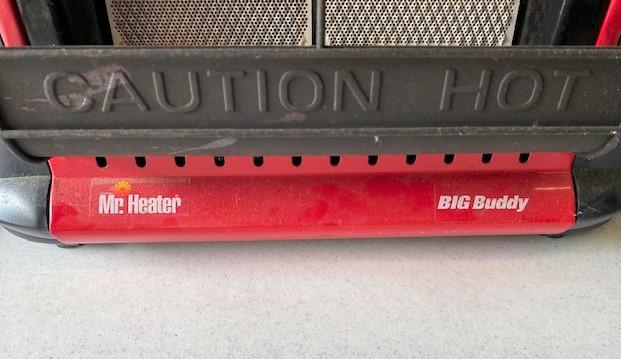 CAUTION HOT
Mr. Heater
BIG Buddy